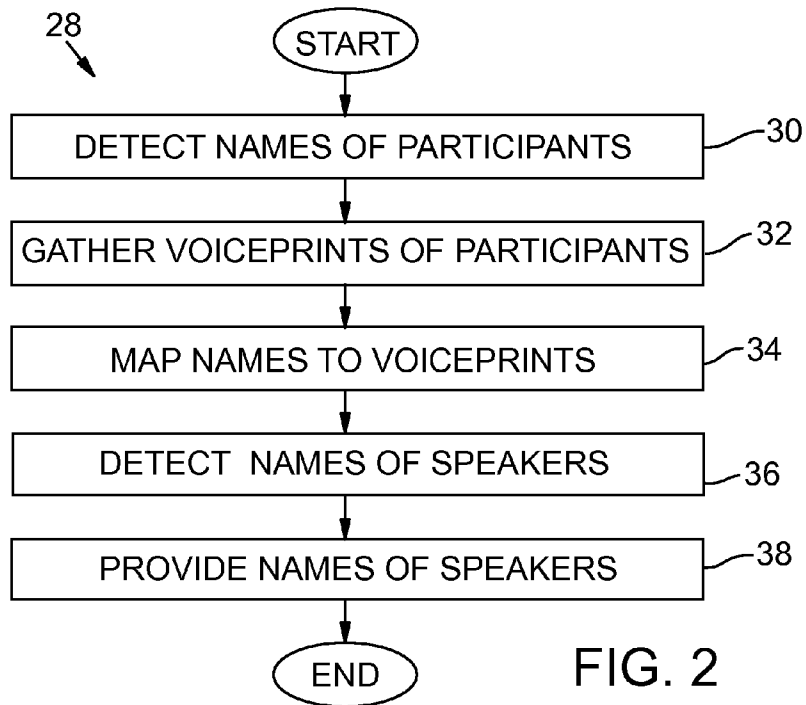 28
START
DETECT NAMES OF PARTICIPANTS
30
GATHER VOICEPRINTS OF PARTICIPANTS
32
MAP NAMES TO VOICEPRINTS
34
DETECT NAMES OF SPEAKERS
36
PROVIDE NAMES OF SPEAKERS
38
END
FIG. 2